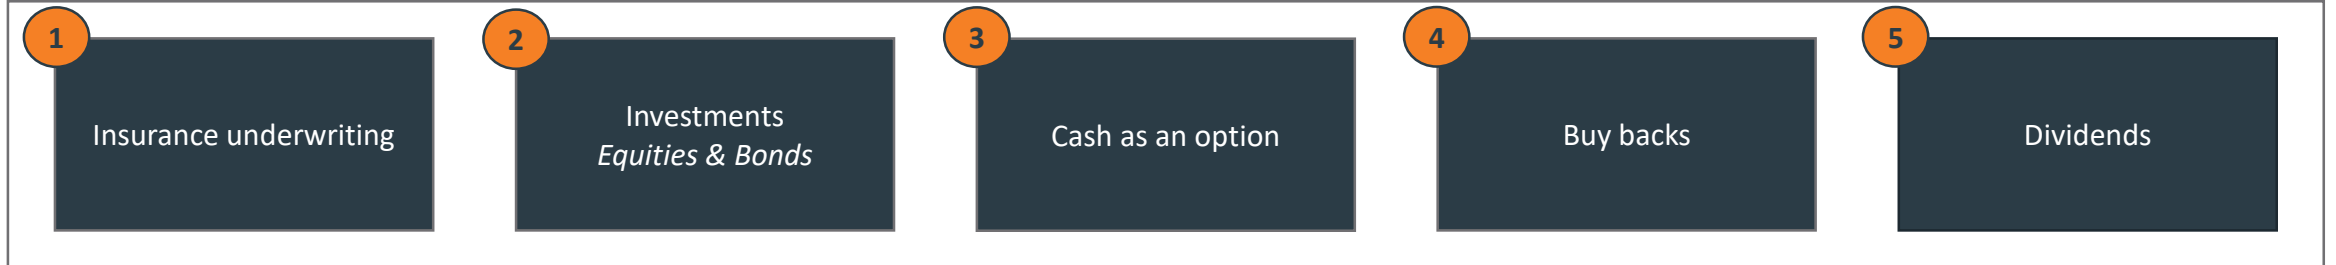 1
Insurance underwriting
2
Investments
Equities & Bonds
3
Cash as an option
4
Buy backs
5
Dividends